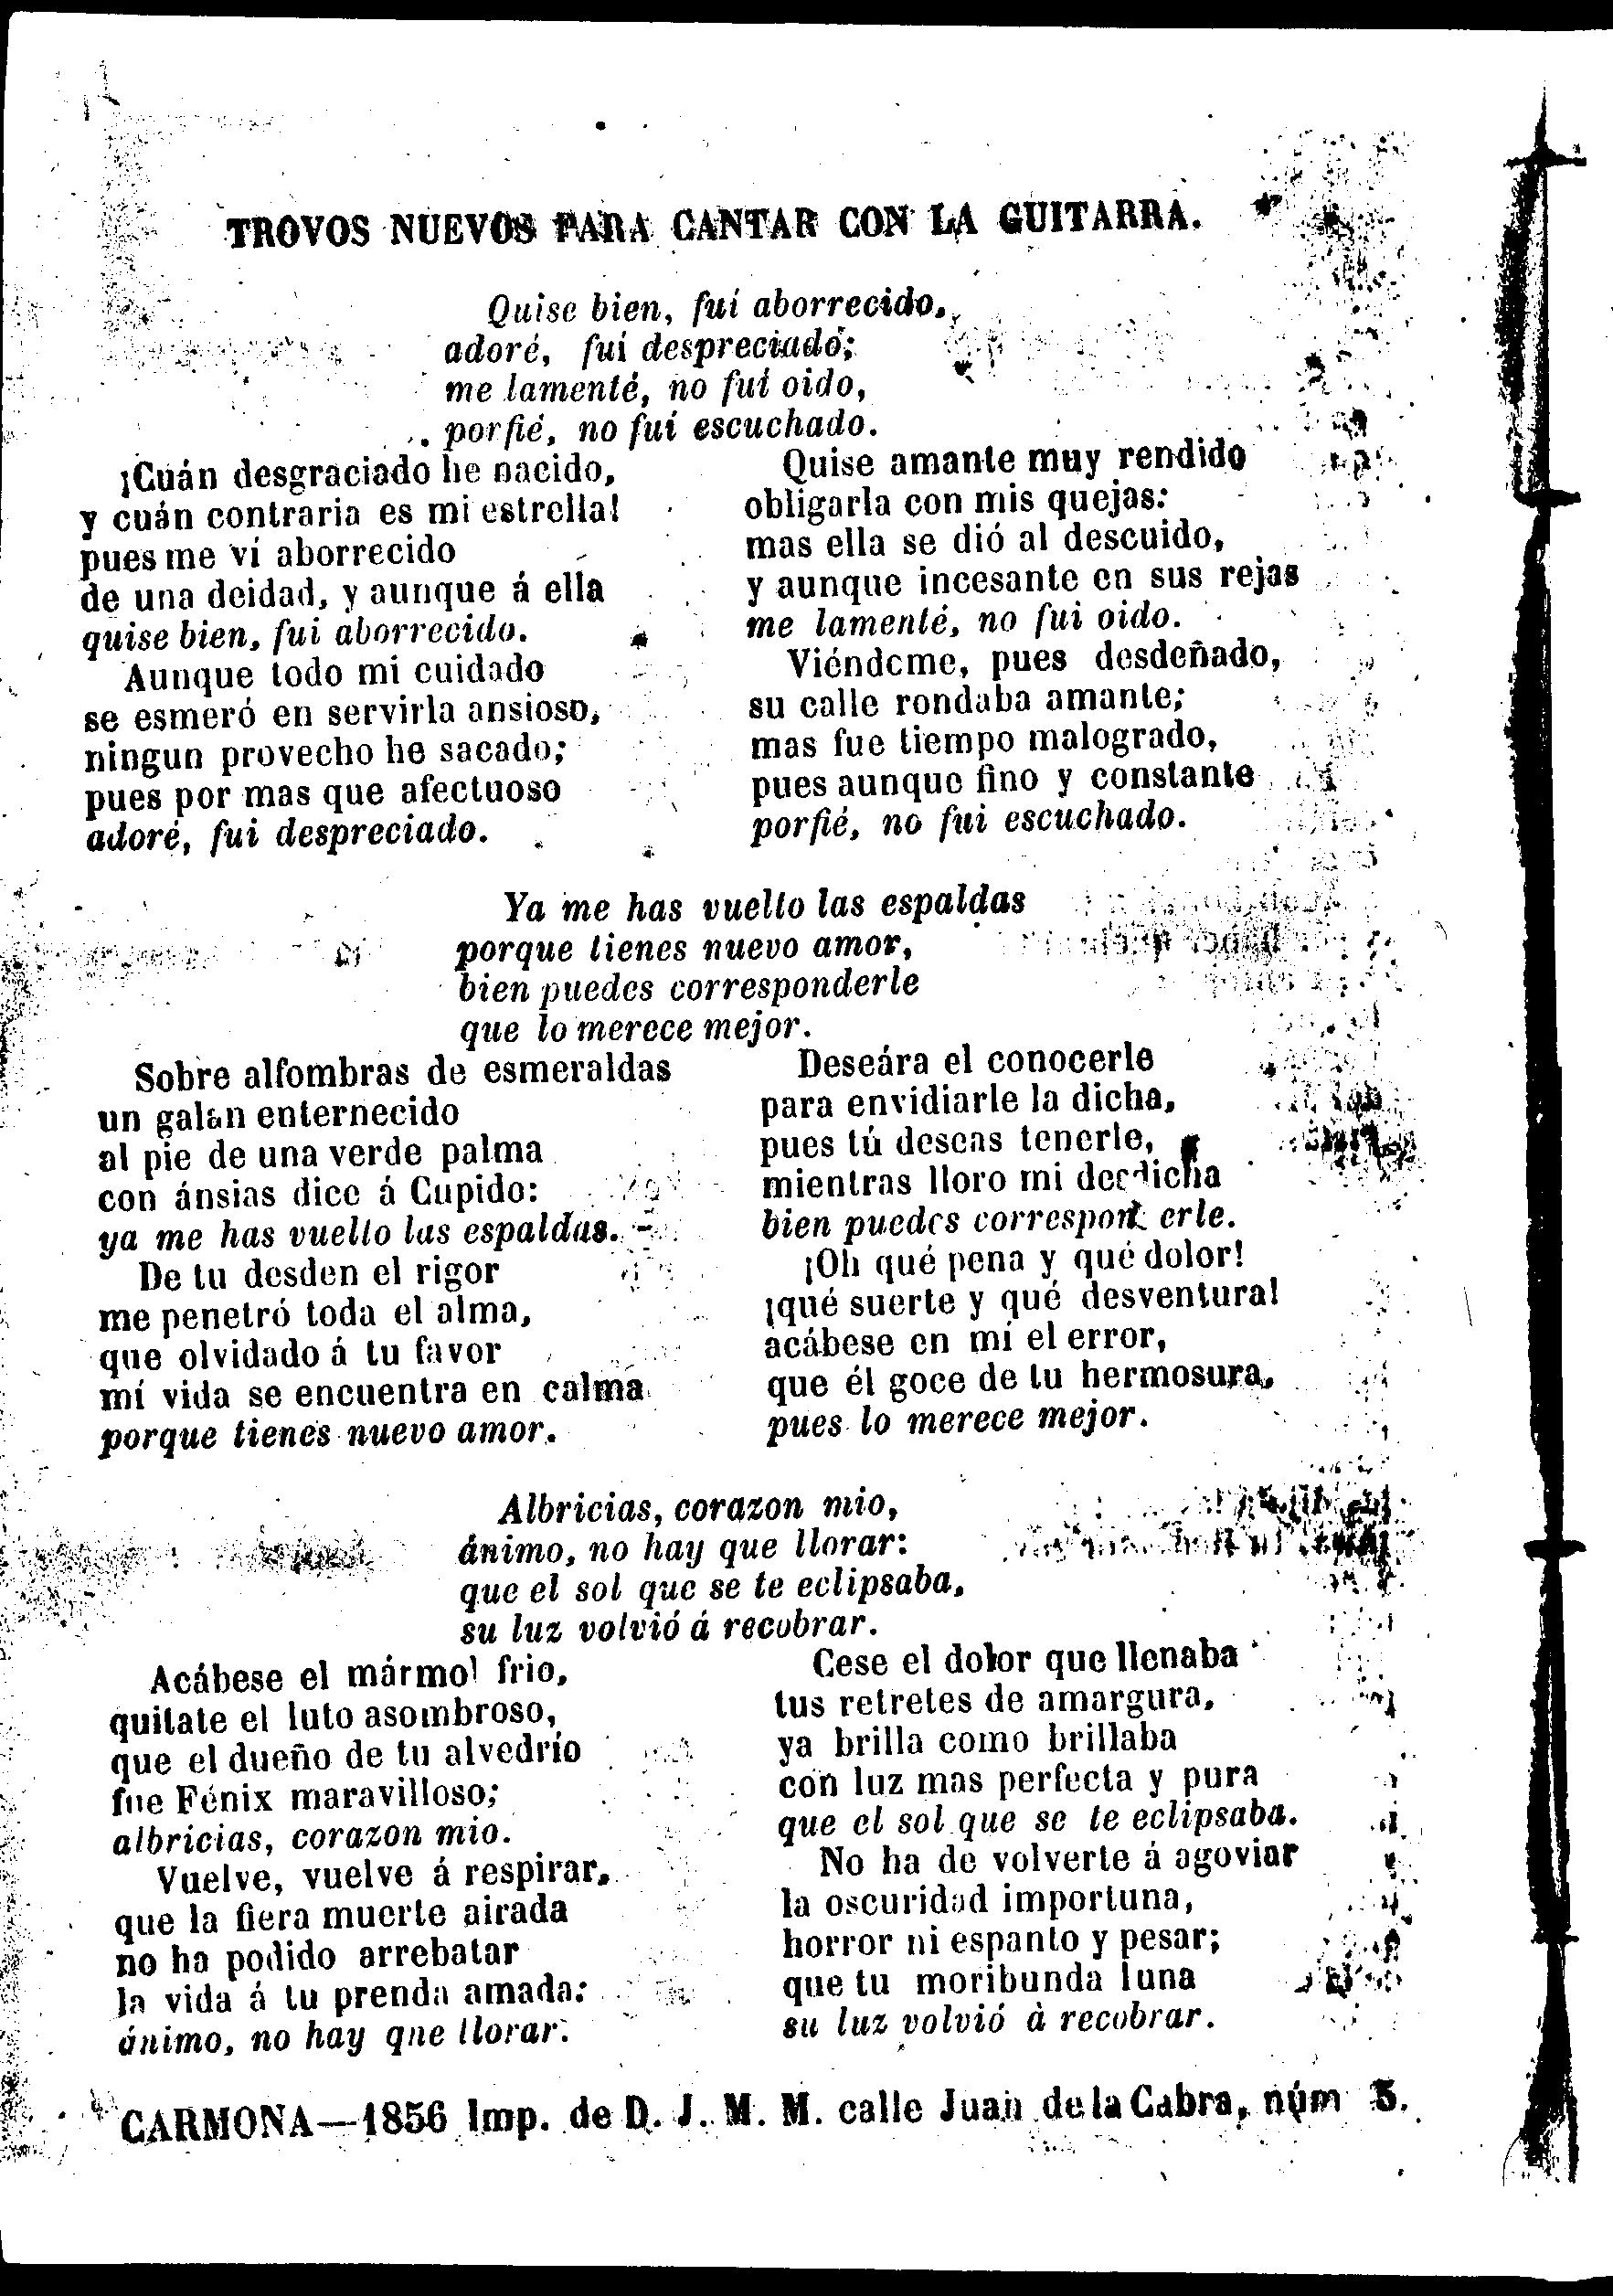 TROVOS NUEVOS PARA CANTAR CON LA GUITARRA.
Quise bien, fuí aborrecido,
adoré, fui despreciado;
me lamenté, no fuí oido,
porfié, no fuí escuchado.
¡Cuán desgraciado he nacido,
y cuán contraria es mi estrella!
pues me ví aborrecido
de una deidad, y aunque á ella
quise bien, fui aborrecido.
Aunque todo mi cuidado
se esmeró en servirla ansioso,
ningun provecho he sacado;
pues por mas que afectuoso
adoré, fui despreciado.
Quise amante muy rendido
obligarla con mis quejas:
mas ella se dió al descuido,
y aunque incesante en sus rejas
me lamenté, no fui oido.
Viéndome, pues desdeñado,
su calle rondaba amante;
mas fue tiempo malogrado,
pues aunque fino y constante
porfié, no fui escuchado.
Ya me has vuelto las espaldas
porque tienes nuevo amor,
bien puedes corresponderle
que lo merece mejor.
Sobre alfombras de esmeraldas
un galan enternecido
al pie de una verde palma
con ánsias dice á Cupido:
ya me has vuelto las espaldas.
De tu desden el rigor
me penetró toda el alma,
que olvidado á tu favor
mí vida se encuentra en calma
porque tienes nuevo amor.
Deseára el conocerle
para envidiarle la dicha,
pues tú deseas tenerle,
mientras lloro mi desdicha
bien puedes corresponderle.
¡Oh qué pena y qué dolor!
¡qué suerte y qué desventura!
acábese en mí el error,
que él goce de tu hermosura,
pues lo merece mejor.
Albricias, corazon mio,
ánimo, no hay que llorar:
que el sol que se te eclipsaba,
su luz volvió á recobrar.
Acábese el mármol frio,
quitate el luto asombroso,
que el dueño de tu alvedrío
fue Fénix maravilloso;
albricias, corazon mio.
Vuelve, vuelve á respirar,
que la fiera muerte airada
no ha podido arrebatar
la vida á tu prenda amada:
ánimo, no hay que llorar.
Cese el dolor que llenaba
tus retretes de amargura,
ya brilla como brillaba
con luz mas perfecta y pura
que el sol que se te eclipsaba.
No ha de volverte á agoviar
la oscuridad importuna,
horror ni espanto y pesar;
que tu moribunda luna
su luz volvió à recobrar.
CARMONA—1856 Imp. de D. J. M. M. calle Juan de la Cabra, núm 5.